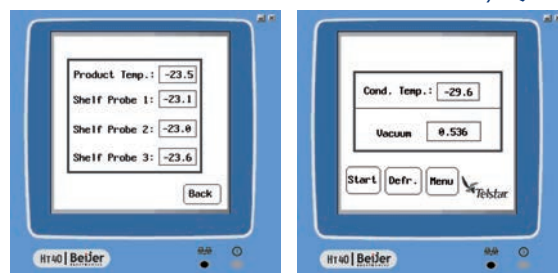 Product Temp.: -23.5
Shelf Probe 1: -23.1
Shelf Probe 2: -23.0
Shelf Probe 3: -23.6
Back
HT40 Beijer
Cond. Temp.: -29.6
Vacuum 0.536
Start Defr. Menu Telstar
HT40 Beijer